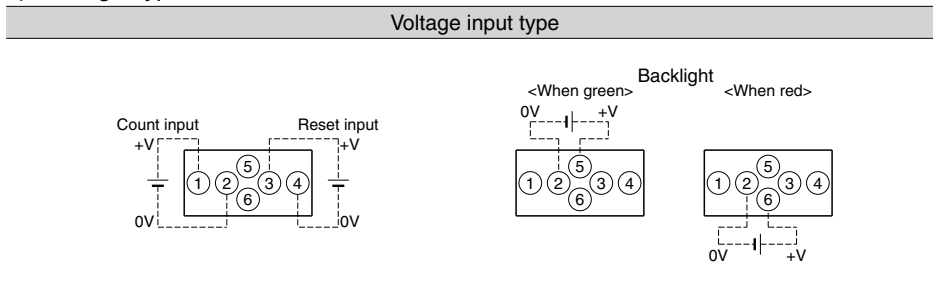 Voltage input type
Backlight
<When green>
<When red>
0V
+V
Count input
Reset input
+V
+V
5
1
2
3
4
6
0V
0V
5
1
2
3
4
6
5
1
2
3
4
6
0V
+V